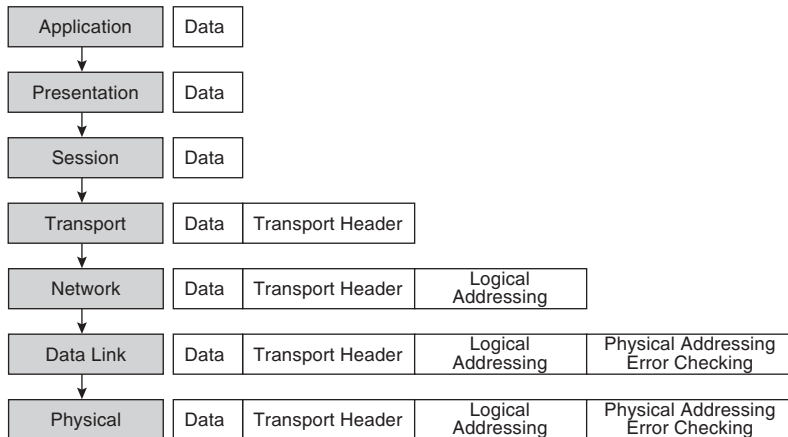 Application Data
Presentation Data
Session Data
Transport Data Transport Header
Network Data Transport Header Logical Addressing
Data Link Data Transport Header Logical Addressing Physical Addressing Error Checking
Physical Data Transport Header Logical Addressing Physical Addressing Error Checking